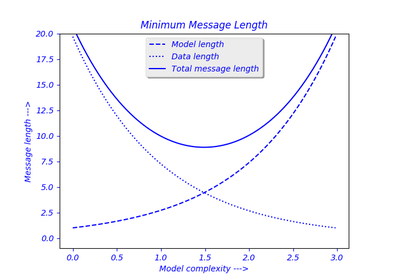 Minimum Message Length
Model length
Data length
Total message length
Message length --->
20.0
17.5
15.0
12.5
10.0
7.5
5.0
2.5
0.0
0.0 0.5 1.0 1.5 2.0 2.5 3.0
Model complexity --->